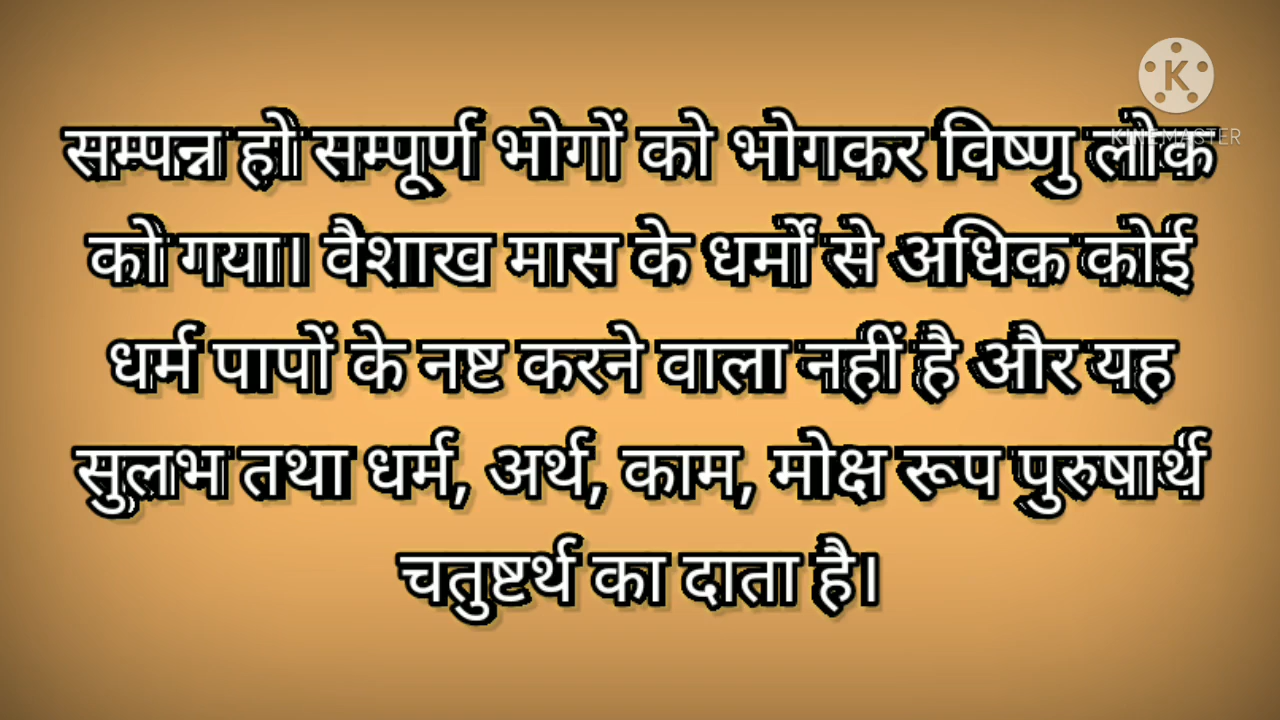 सम्पन्न हो सम्पूर्ण भोगों को भोगकर विष्णु लोक
को गया। वैशाख मास के धर्मों से अधिक कोई
धर्म पापों के नष्ट करने वाला नहीं है और यह
सुलभ तथा धर्म, अर्थ, काम, मोक्ष रूप पुरुषार्थ
चतुष्टर्थ का दाता है।
K
KINEMASTER